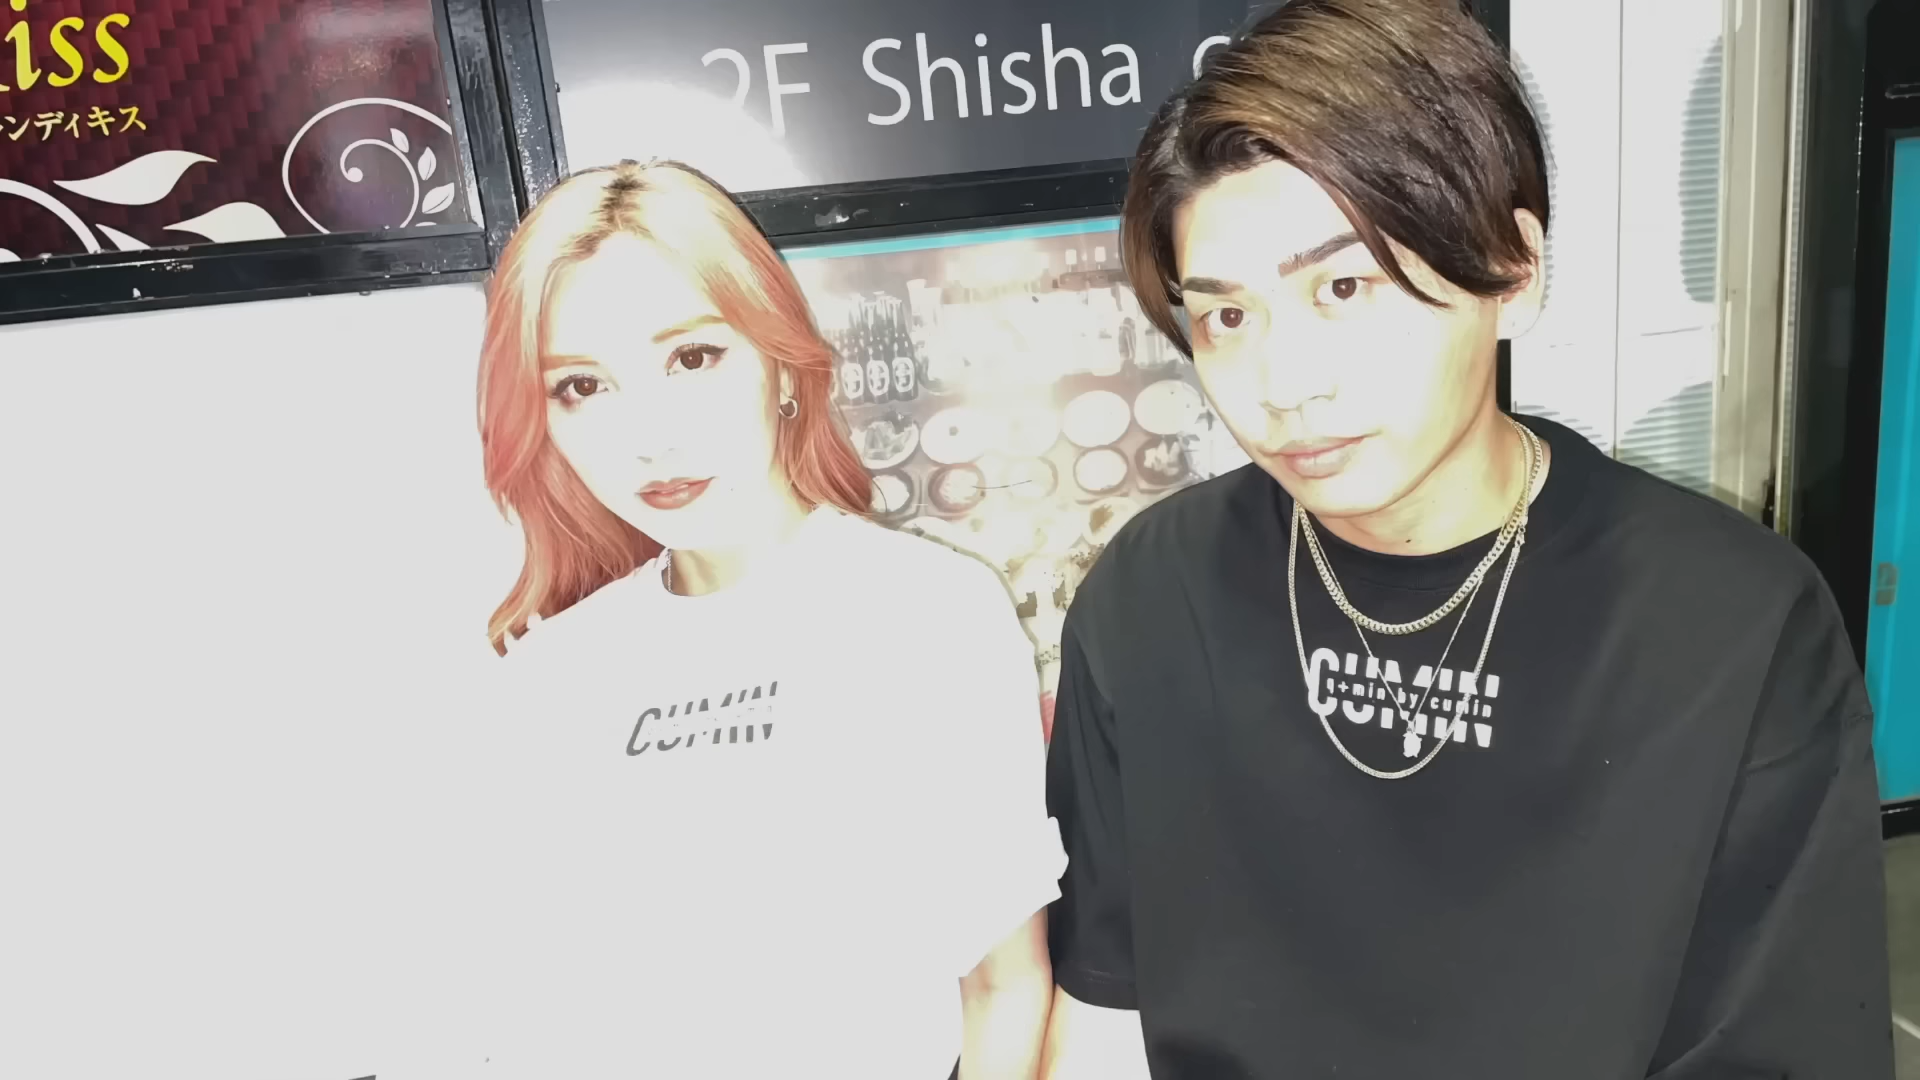 iss
ンディキス
2F Shisha
CUMIN
CUMIN
q+min by cumin